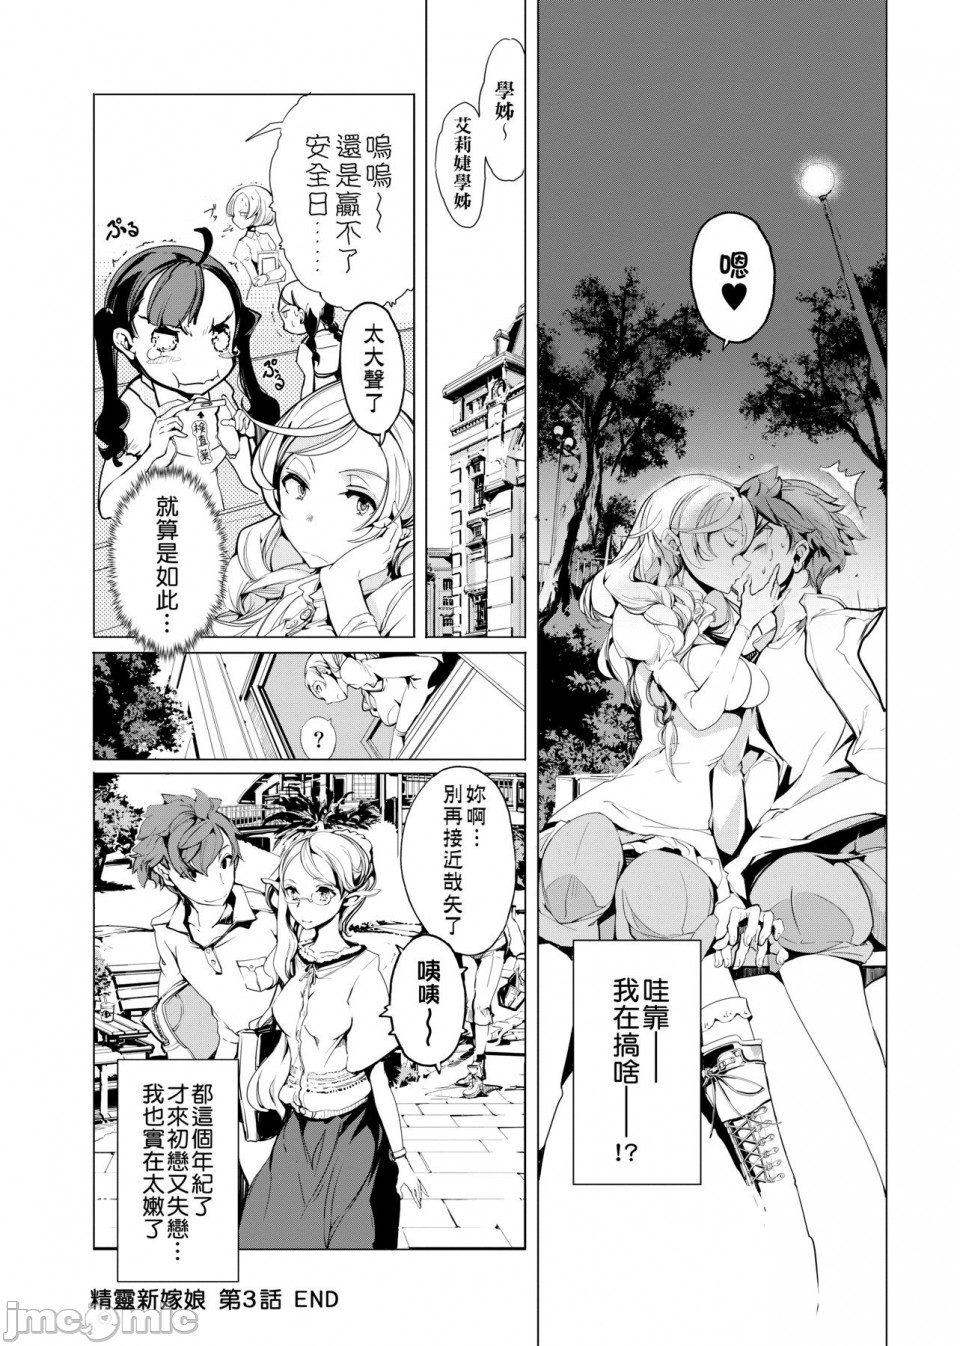 嗯♥
哇靠——
我在搞啥——!?
學姊～
艾莉婕學姊
嗚嗚～
還是贏不了
安全日……
ぷる
ぷる
太大聲了
検査薬
就算是如此…
?
妳啊…
別再接近哉矢了
咦咦～
都這個年紀了
才來初戀又失戀…
我也實在太嫩了
精靈新嫁娘 第3話 END
jmcomic